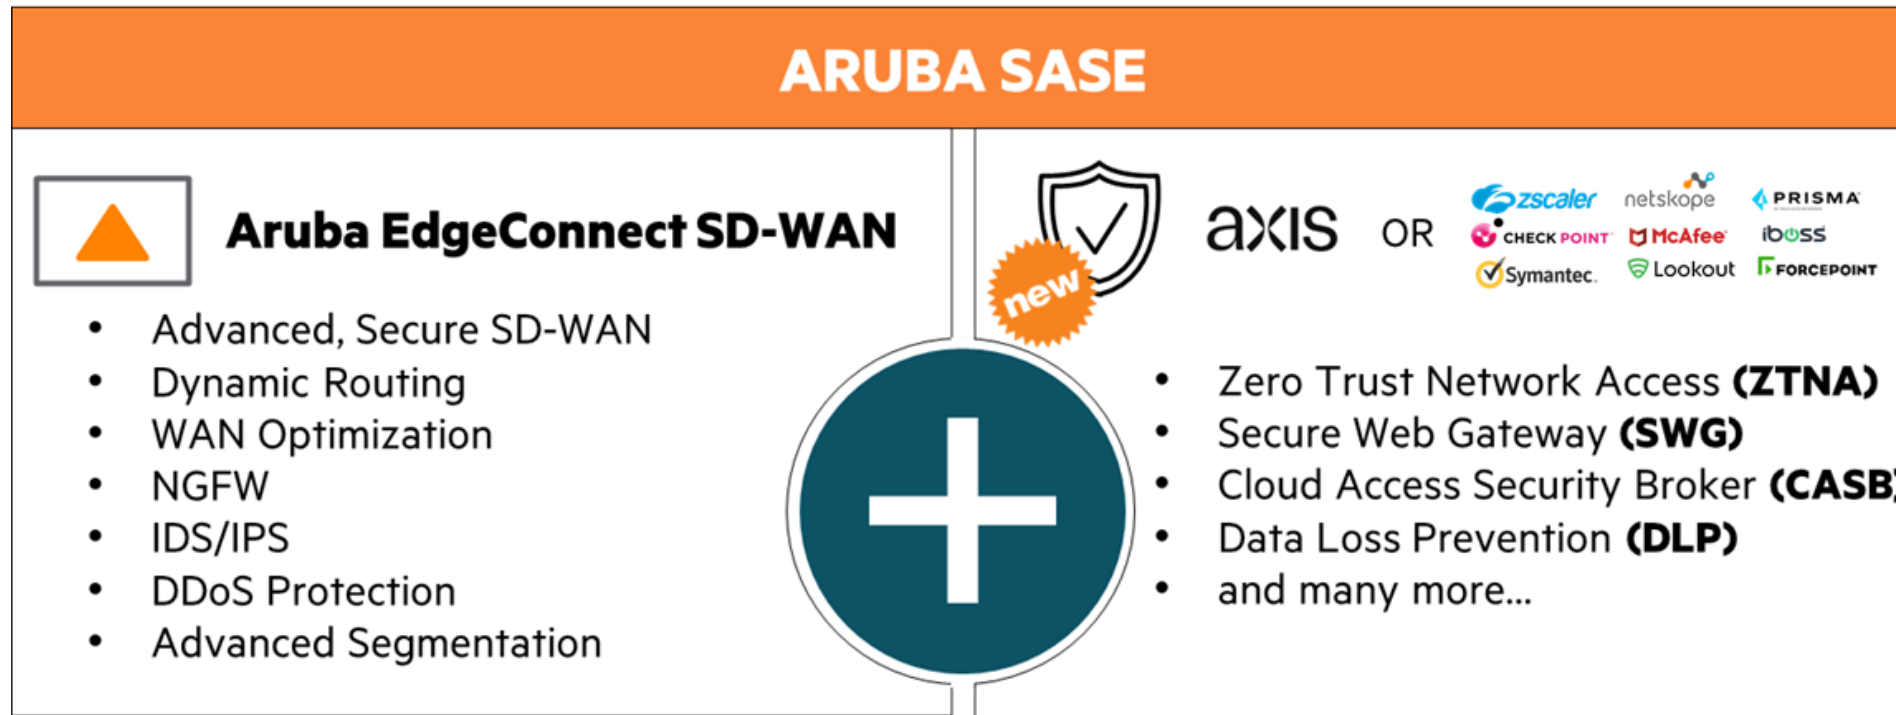 ARUBA SASE
Aruba EdgeConnect SD-WAN
• Advanced, Secure SD-WAN
• Dynamic Routing
• WAN Optimization
• NGFW
• IDS/IPS
• DDoS Protection
• Advanced Segmentation
new
axis OR
zscaler netskope PRISMA
CHECK POINT McAfee iboss
Symantec. Lookout FORCEPOINT
• Zero Trust Network Access (ZTNA)
• Secure Web Gateway (SWG)
• Cloud Access Security Broker (CASB)
• Data Loss Prevention (DLP)
• and many more...